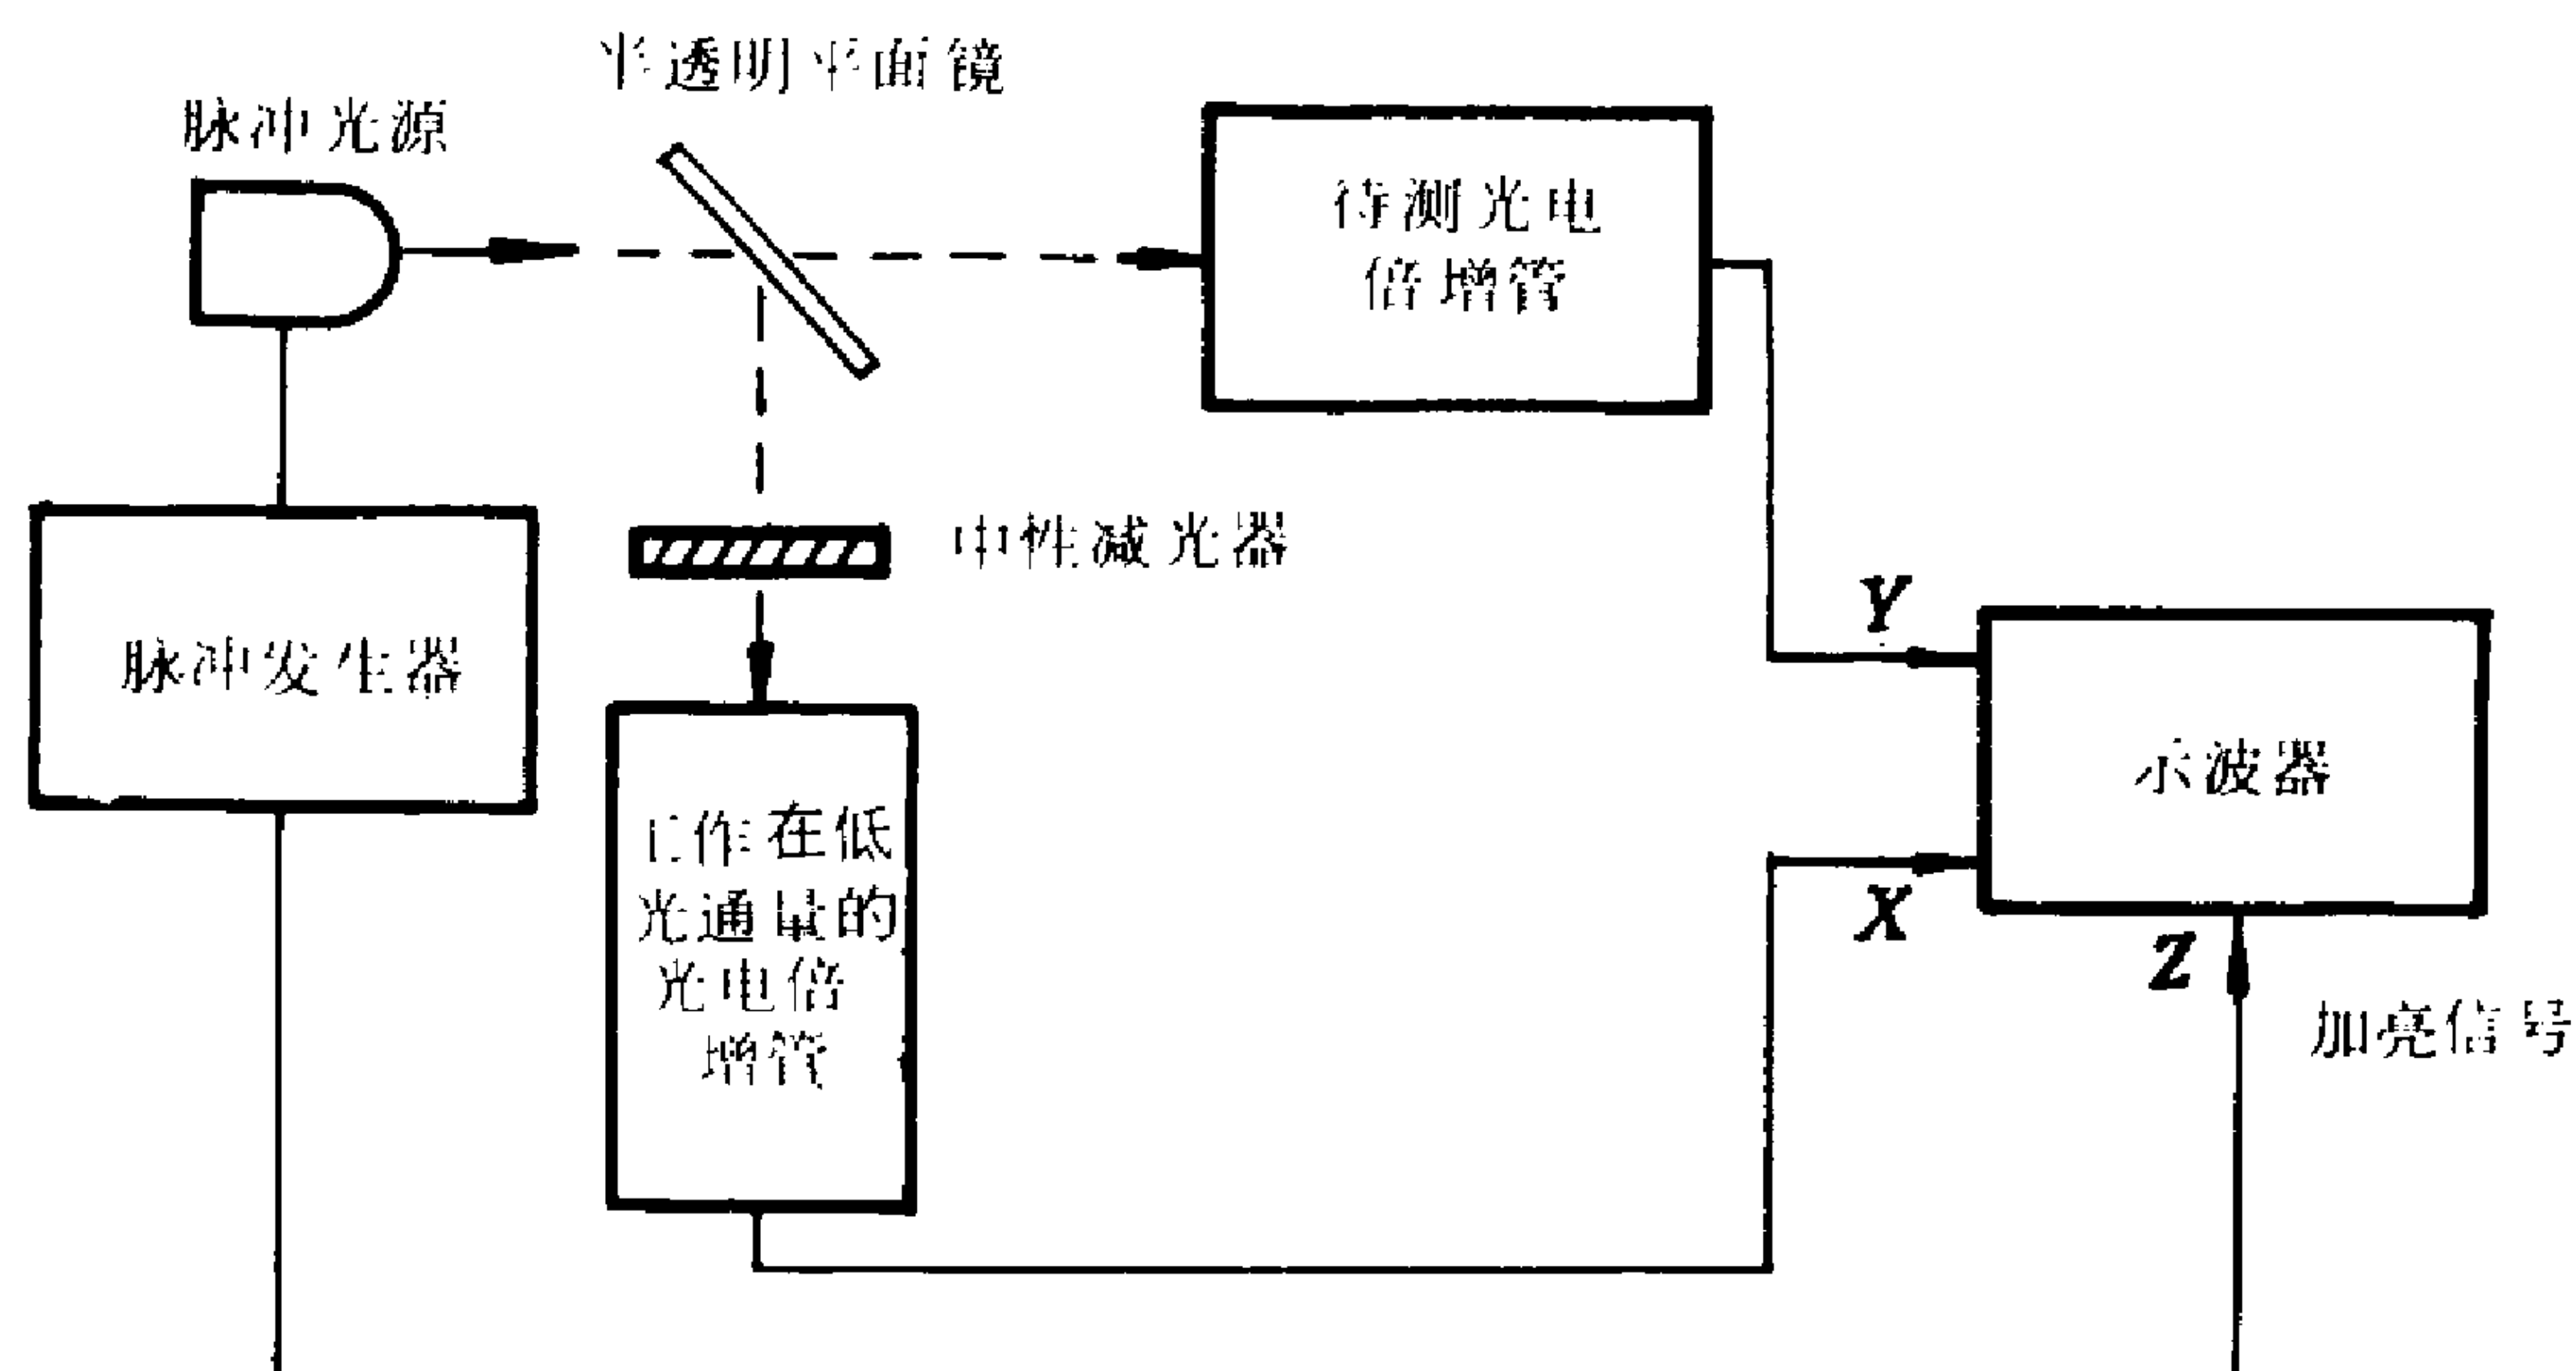 半透明平面镜
脉冲光源
待测光电
倍增管
中性减光器
脉冲发生器
Y
示波器
工作在低
光通量的
光电倍
增管
X
Z
加亮信号